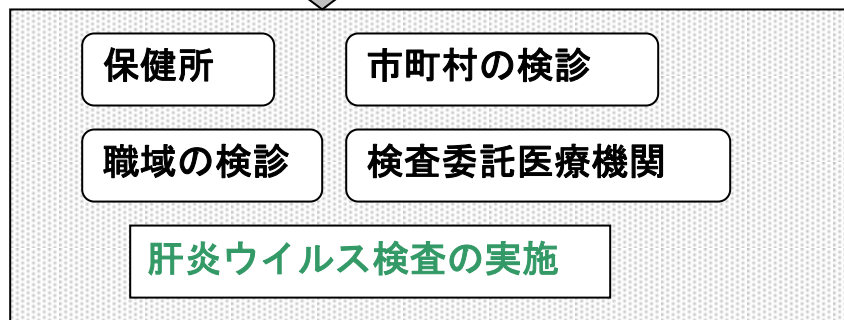 保健所
市町村の検診
職域の検診
検査委託医療機関
肝炎ウイルス検査の実施